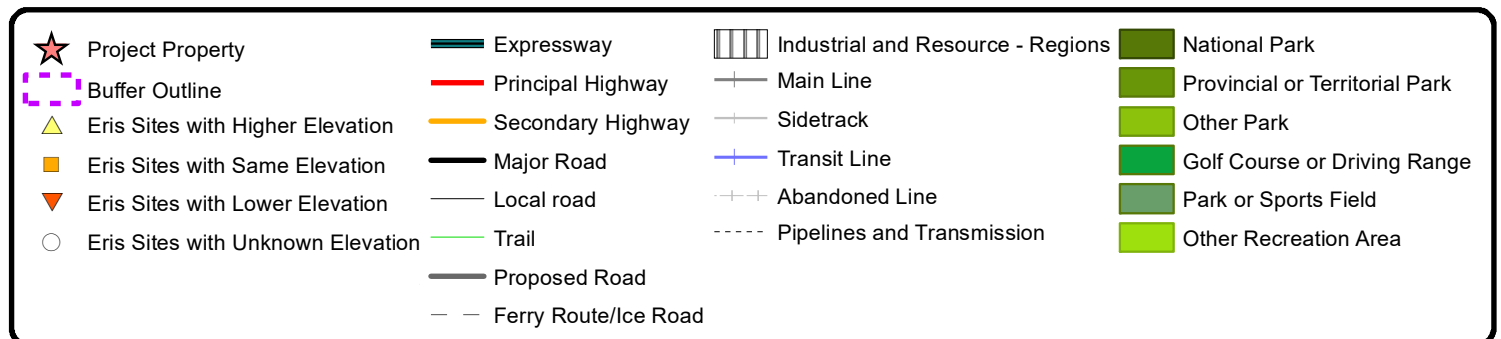 Project Property
Buffer Outline
Eris Sites with Higher Elevation
Eris Sites with Same Elevation
Eris Sites with Lower Elevation
Eris Sites with Unknown Elevation
Expressway
Principal Highway
Secondary Highway
Major Road
Local road
Trail
Proposed Road
Ferry Route/Ice Road
Industrial and Resource - Regions
Main Line
Sidetrack
Transit Line
Abandoned Line
Pipelines and Transmission
National Park
Provincial or Territorial Park
Other Park
Golf Course or Driving Range
Park or Sports Field
Other Recreation Area